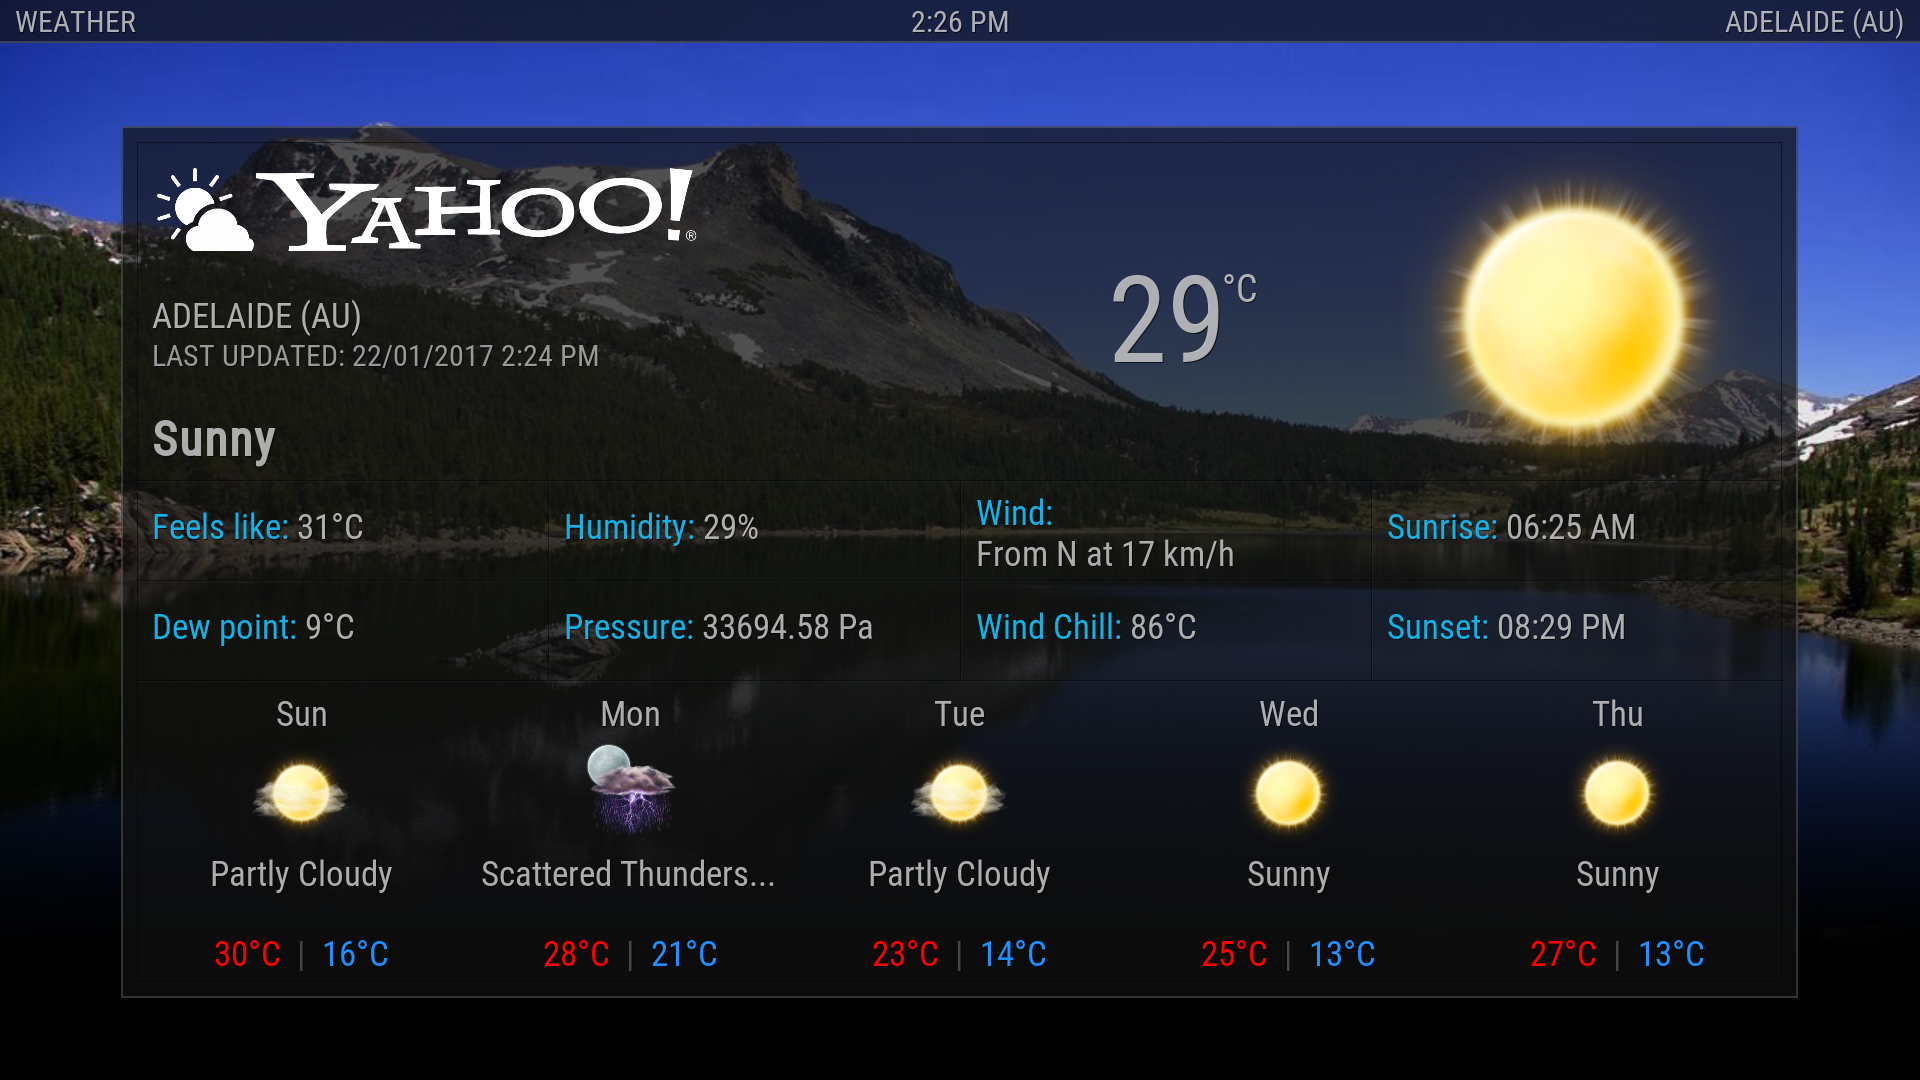 WEATHER 2:26 PM ADELAIDE (AU)
YAHOO!®
29°C
ADELAIDE (AU)
LAST UPDATED: 22/01/2017 2:24 PM
Sunny
Feels like: 31°C
Humidity: 29%
Wind:
From N at 17 km/h
Sunrise: 06:25 AM
Dew point: 9°C
Pressure: 33694.58 Pa
Wind Chill: 86°C
Sunset: 08:29 PM
Sun Mon Tue Wed Thu
Partly Cloudy Scattered Thunders... Partly Cloudy Sunny Sunny
30°C | 16°C 28°C | 21°C 23°C | 14°C 25°C | 13°C 27°C | 13°C